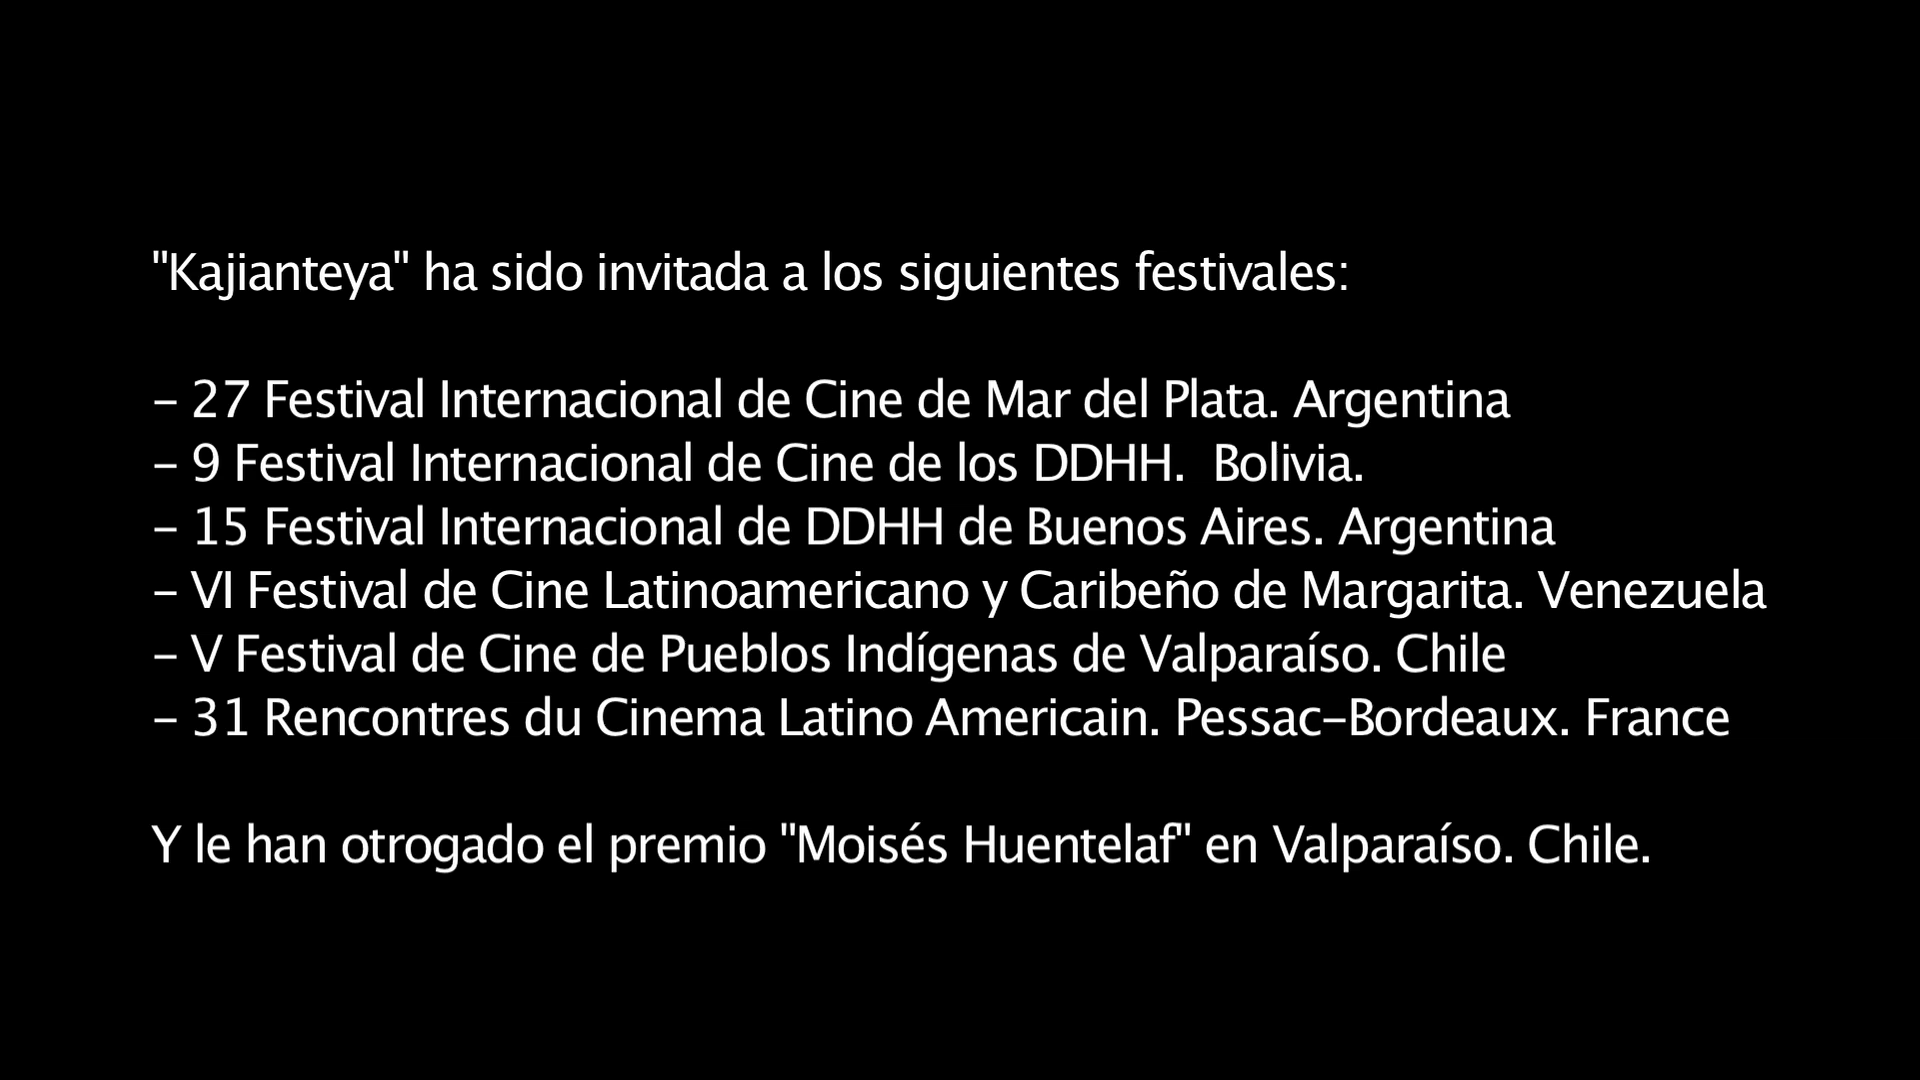 "Kajianteya" ha sido invitada a los siguientes festivales:
- 27 Festival Internacional de Cine de Mar del Plata. Argentina
- 9 Festival Internacional de Cine de los DDHH.  Bolivia.
- 15 Festival Internacional de DDHH de Buenos Aires. Argentina
- VI Festival de Cine Latinoamericano y Caribeño de Margarita. Venezuela
- V Festival de Cine de Pueblos Indígenas de Valparaíso. Chile
- 31 Rencontres du Cinema Latino Americain. Pessac-Bordeaux. France
Y le han otrogado el premio "Moisés Huentelaf" en Valparaíso. Chile.